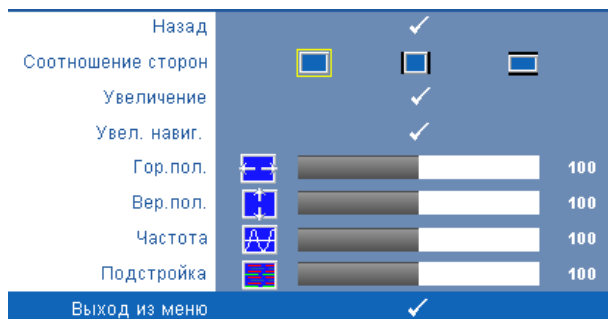 Назад
Соотношение сторон
Увеличение
Увел. навиг.
Гор.пол. 100
Вер.пол. 100
Частота 100
Подстройка 100
Выход из меню